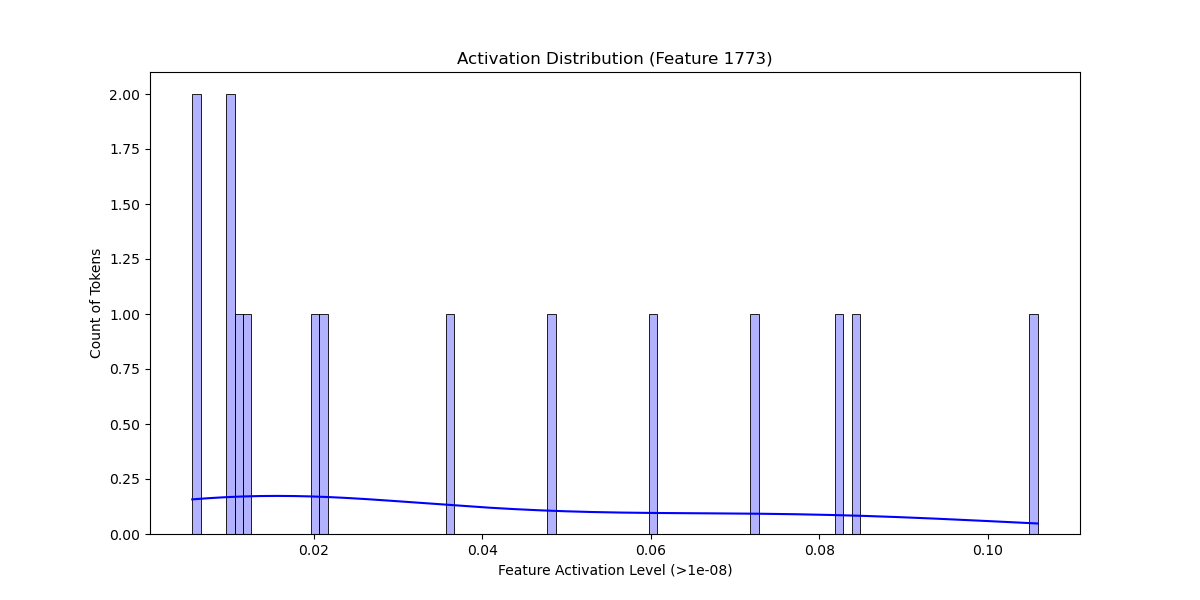 Activation Distribution (Feature 1773)
2.00
1.75
1.50
1.25
1.00
0.75
0.50
0.25
0.00
Count of Tokens
0.02 0.04 0.06 0.08 0.10
Feature Activation Level (>1e-08)